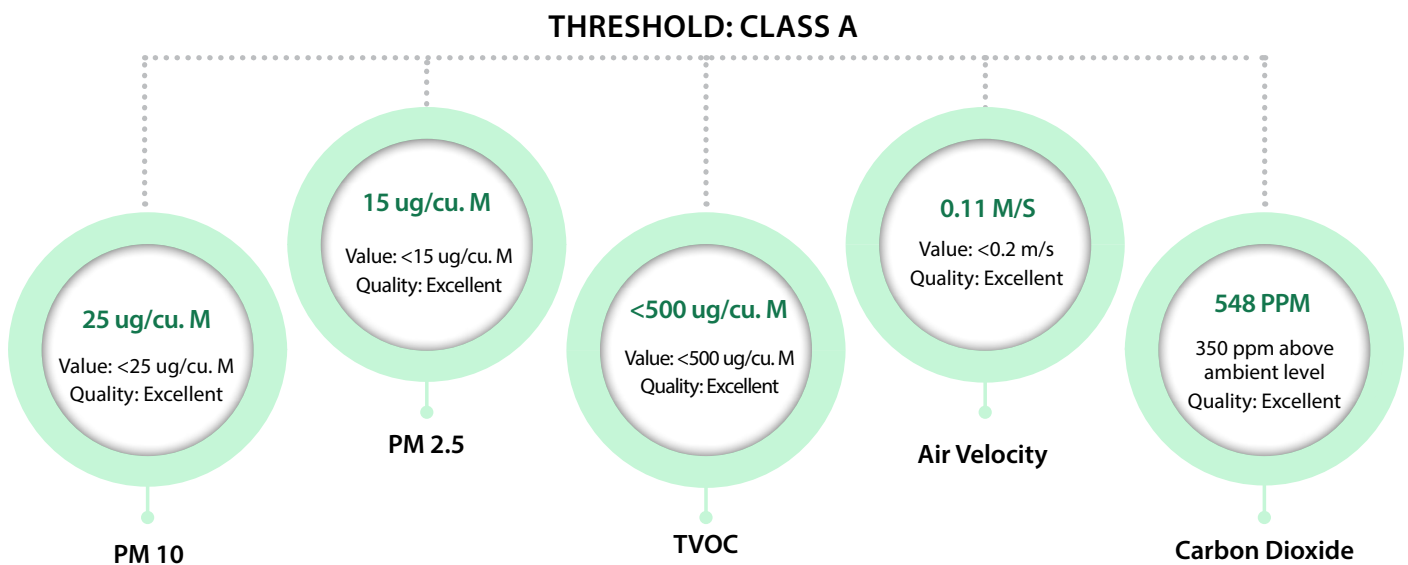 THRESHOLD: CLASS A
25 ug/cu. M
Value: <25 ug/cu. M
Quality: Excellent
PM 10
15 ug/cu. M
Value: <15 ug/cu. M
Quality: Excellent
PM 2.5
<500 ug/cu. M
Value: <500 ug/cu. M
Quality: Excellent
TVOC
0.11 M/S
Value: <0.2 m/s
Quality: Excellent
Air Velocity
548 PPM
350 ppm above
ambient level
Quality: Excellent
Carbon Dioxide